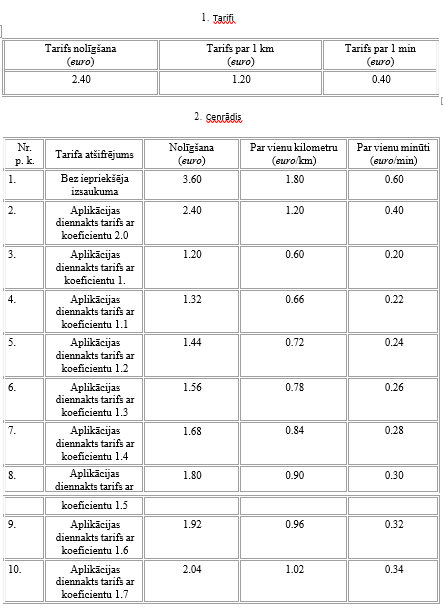 1. Tarifi
Tarifs nolīgšana
(euro)
Tarifs par 1 km
(euro)
Tarifs par 1 min
(euro)
2.40
1.20
0.40
2. Cenrādis
Nr.
p. k.
Tarifa atšifrējums
Nolīgšana
(euro)
Par vienu kilometru
(euro/km)
Par vienu minūti
(euro/min)
1.
Bez iepriekšēja
izsaukuma
3.60
1.80
0.60
2.
Aplikācijas
diennakts tarifs ar
koeficientu 2.0
2.40
1.20
0.40
3.
Aplikācijas
diennakts tarifs ar
koeficientu 1.
1.20
0.60
0.20
4.
Aplikācijas
diennakts tarifs ar
koeficientu 1.1
1.32
0.66
0.22
5.
Aplikācijas
diennakts tarifs ar
koeficientu 1.2
1.44
0.72
0.24
6.
Aplikācijas
diennakts tarifs ar
koeficientu 1.3
1.56
0.78
0.26
7.
Aplikācijas
diennakts tarifs ar
koeficientu 1.4
1.68
0.84
0.28
8.
Aplikācijas
diennakts tarifs ar
1.80
0.90
0.30
koeficientu 1.5
9.
Aplikācijas
diennakts tarifs ar
koeficientu 1.6
1.92
0.96
0.32
10.
Aplikācijas
diennakts tarifs ar
koeficientu 1.7
2.04
1.02
0.34